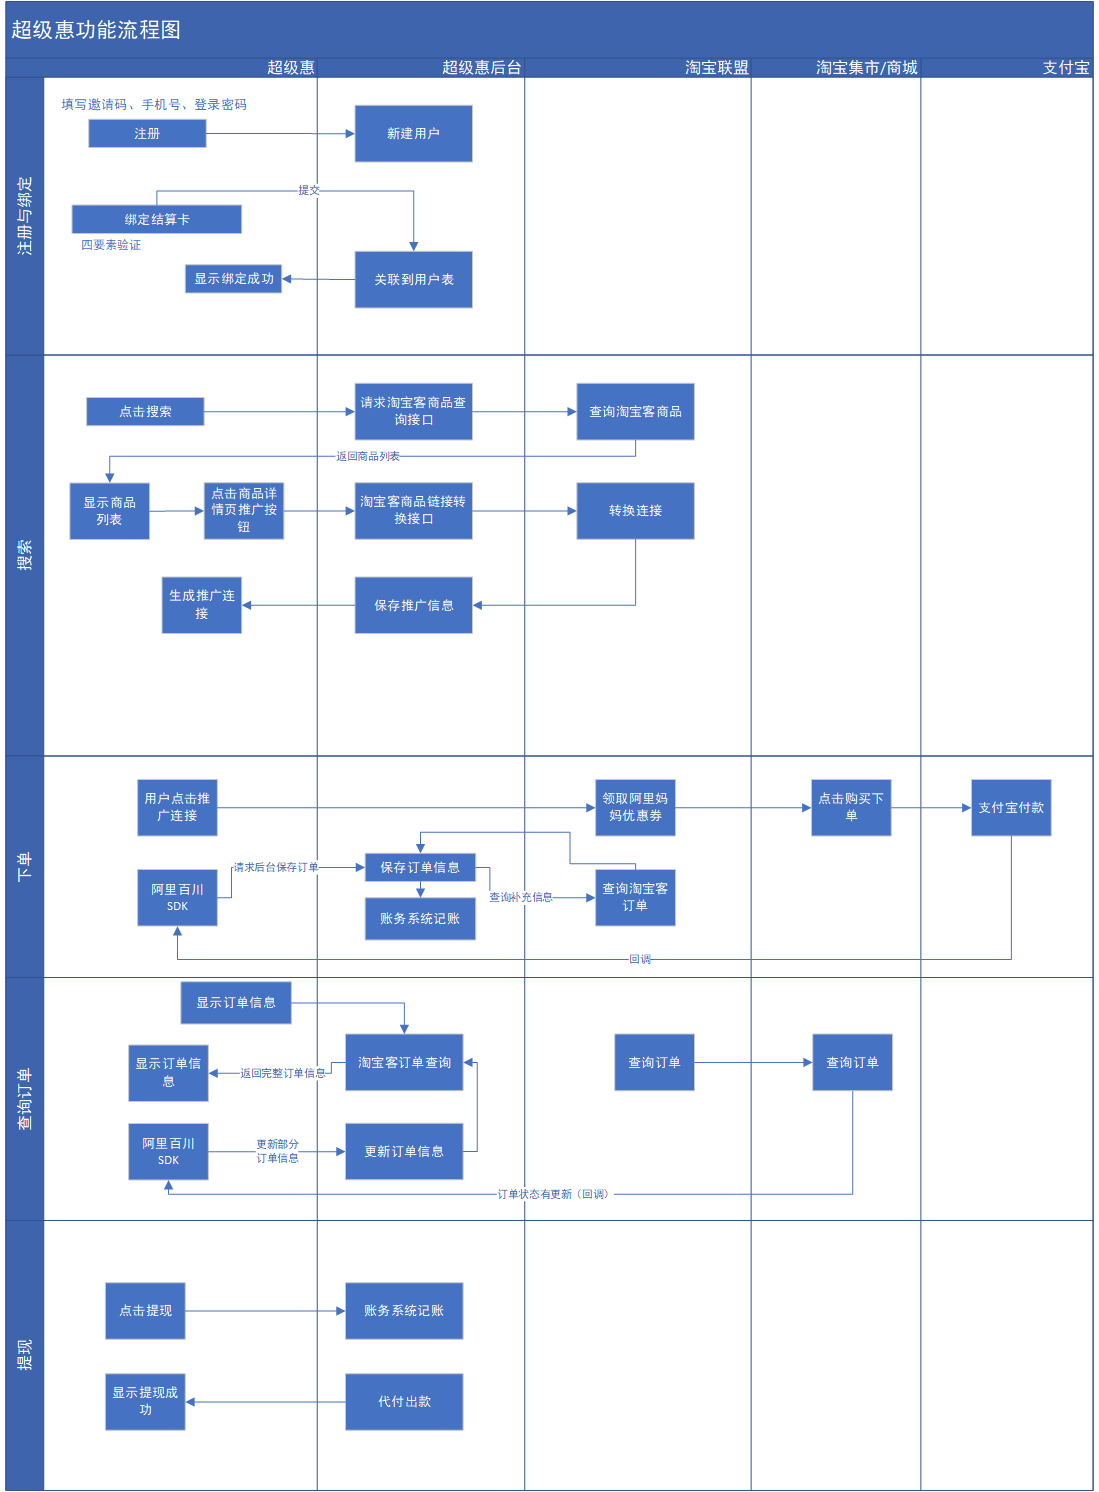 超级惠功能流程图
超级惠
超级惠后台
淘宝联盟
淘宝集市/商城
支付宝
注册与绑定
填写邀请码、手机号、登录密码
注册
新建用户
提交
绑定结算卡
四要素验证
显示绑定成功
关联到用户表
搜索
点击搜索
请求淘宝客商品查
询接口
查询淘宝客商品
返回商品列表
显示商品
列表
点击商品详
情页推广按
钮
淘宝客商品链接转
换接口
转换连接
生成推广连
接
保存推广信息
下单
用户点击推
广连接
领取阿里妈
妈优惠券
点击购买下
单
支付宝付款
请求后台保存订单
保存订单信息
阿里百川
SDK
查询补充信息
查询淘宝客
订单
账务系统记账
回调
查询订单
显示订单信息
淘宝客订单查询
查询订单
查询订单
显示订单信
息
返回完整订单信息
阿里百川
SDK
更新部分
订单信息
更新订单信息
订单状态有更新（回调）
提现
点击提现
账务系统记账
显示提现成
功
代付出款